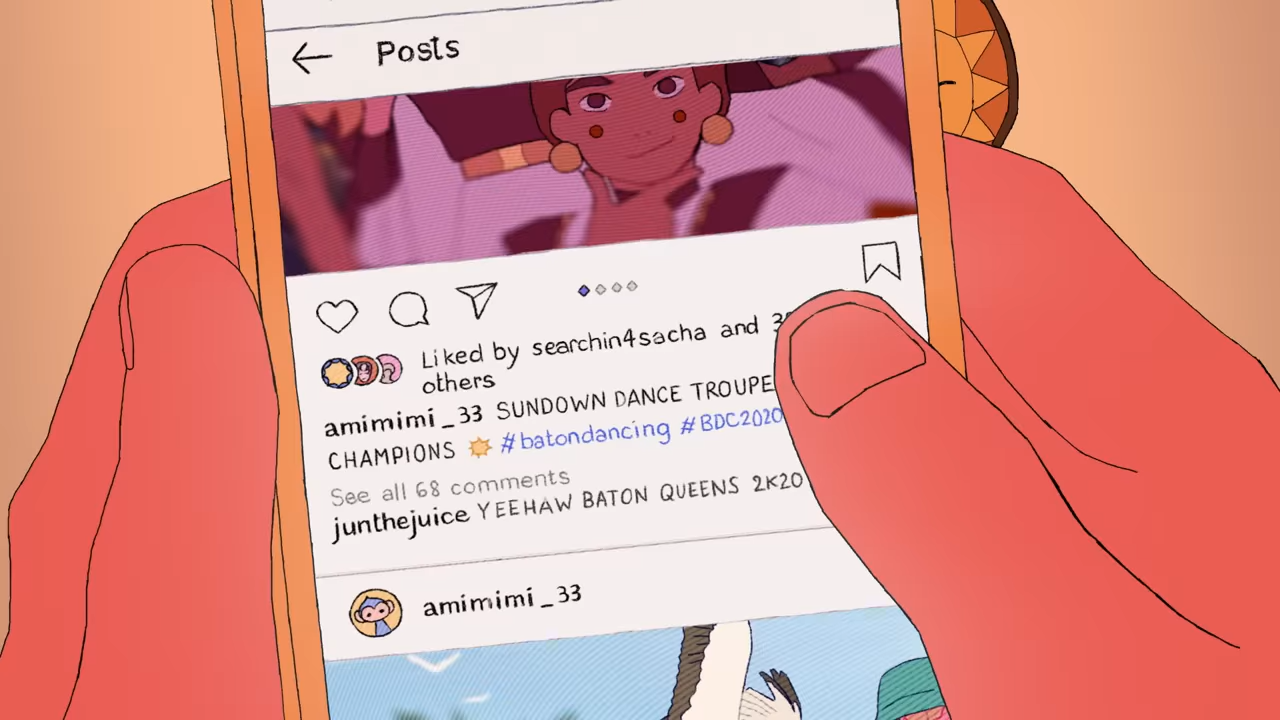 Posts
Liked by searchin4sacha and
others
amimimi_33 SUNDOWN DANCE TROUPE
CHAMPIONS #batondancing #BDC2020
See all 68 comments
junthejuice YEEHAW BATON QUEENS 2K20
amimimi_33